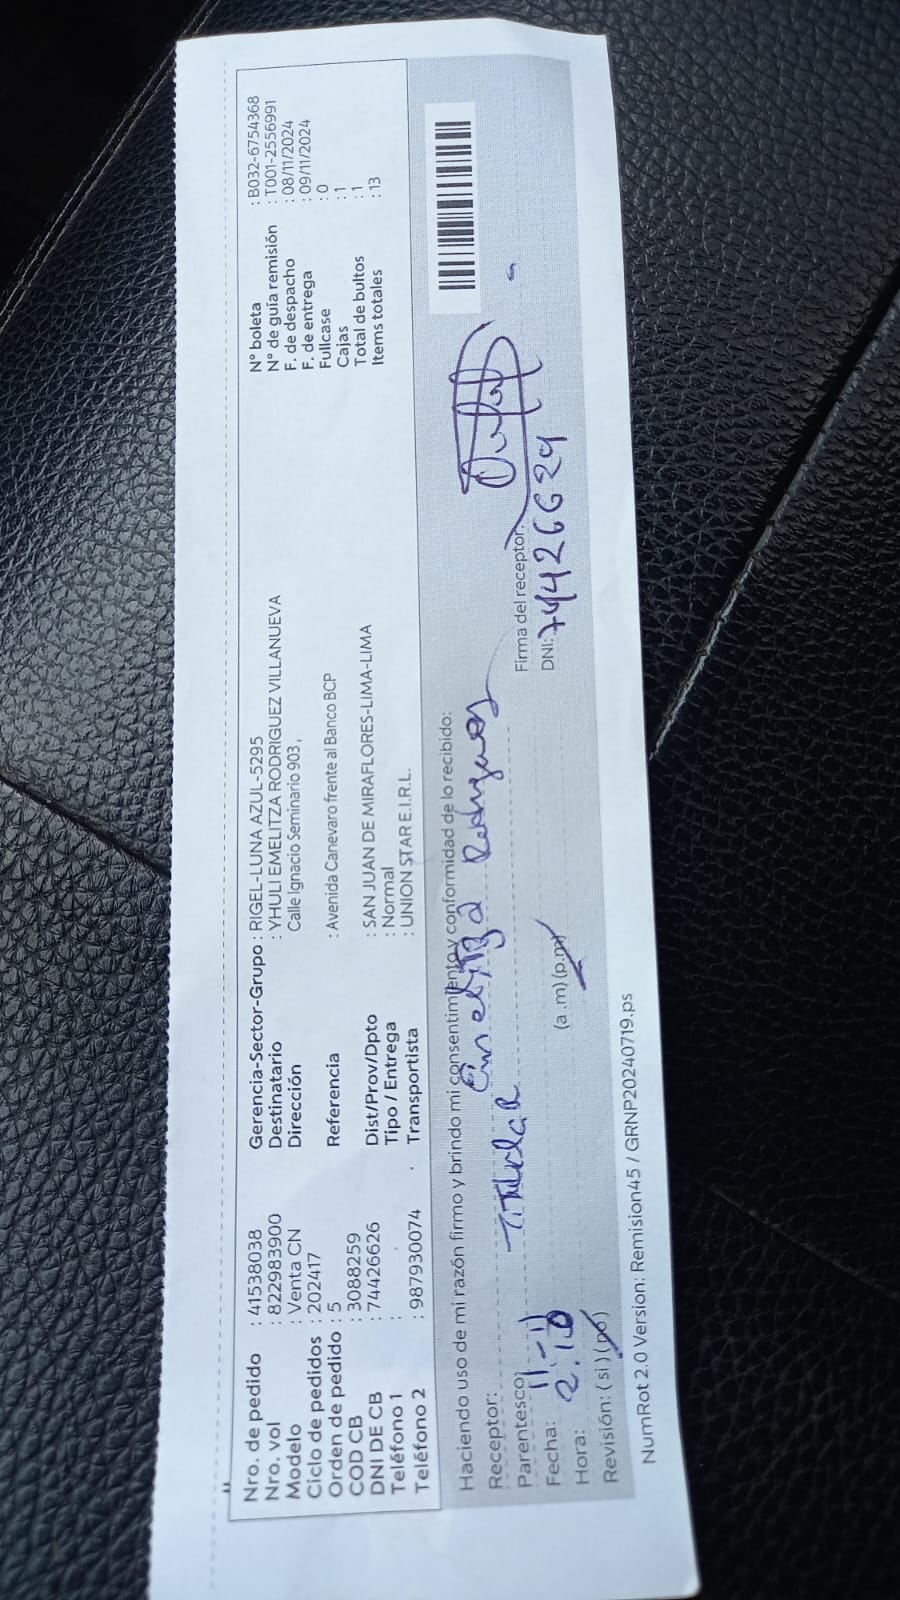 Nro. de pedido : 41538038
Nro. vol : 822983900
Modelo : Venta CN
Ciclo de pedidos : 202417
Orden de pedido : 5
COD CB : 3088259
DNI DE CB : 74426626
Teléfono 1 :
Teléfono 2 : 987930074
Gerencia-Sector-Grupo : RIGEL-LUNA AZUL-5295
Destinatario : YHULI EMELITZA RODRIGUEZ VILLANUEVA
Dirección Calle Ignacio Seminario 903 ,
Referencia : Avenida Canevaro frente al Banco BCP
Dist/Prov/Dpto : SAN JUAN DE MIRAFLORES-LIMA-LIMA
Tipo / Entrega : Normal
Transportista : UNION STAR E.I.R.L.
N° boleta : B032-6754368
N° de guía remisión : T001-2556991
F. de despacho : 08/11/2024
F. de entrega : 09/11/2024
Fullcase : 0
Cajas : 1
Total de bultos : 1
Items totales : 13
Haciendo uso de mi razón firmo y brindo mi consentimiento y conformidad de lo recibido:
Receptor: Emelitza Rodriguez
Parentesco: Titular
Fecha: 11-11
Hora: 2:10 (a .m) (p.m)
Revisión: ( si ) ( no )
Firma del receptor:
DNI: 74426629
NumRot 2.0 Version: Remision45 / GRNP20240719.ps